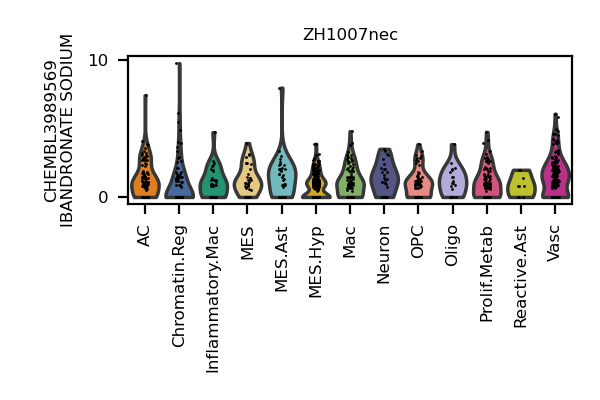 ZH1007nec
CHEMBL3989569
IBANDRONATE SODIUM
10
0
AC
Chromatin.Reg
Inflammatory.Mac
MES
MES.Ast
MES.Hyp
Mac
Neuron
OPC
Oligo
Prolif.Metab
Reactive.Ast
Vasc